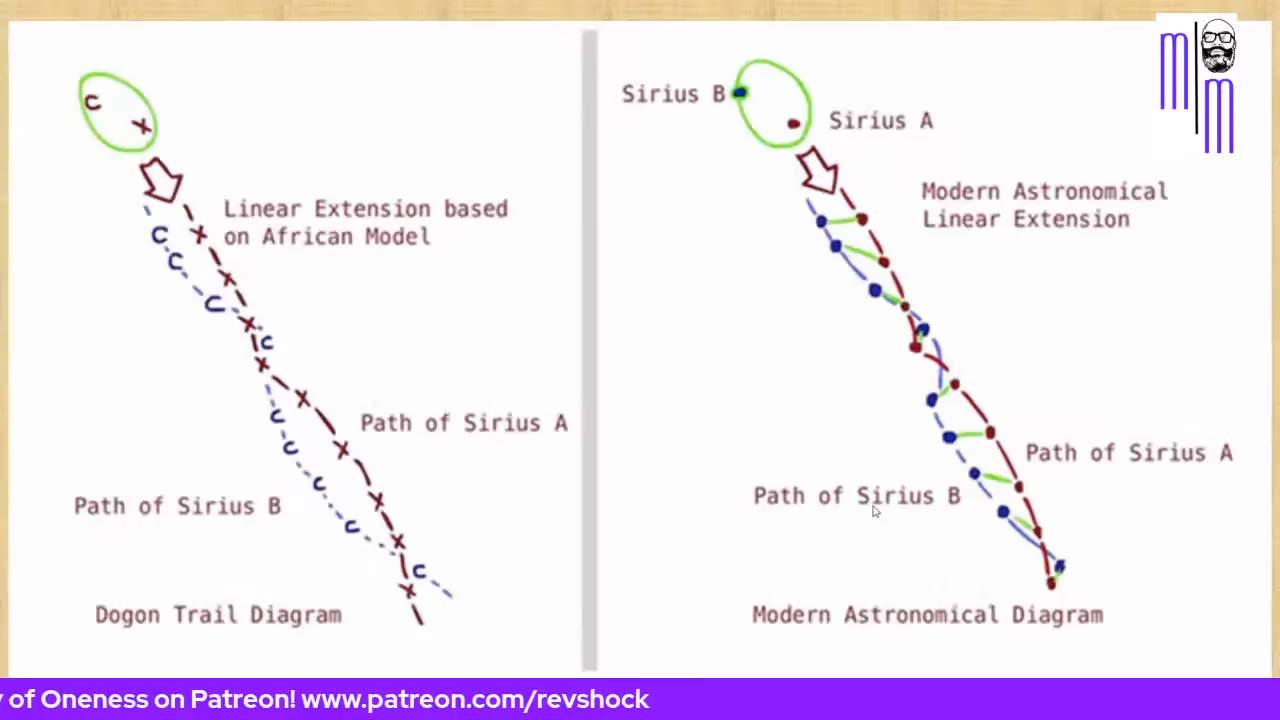 C
X
Linear Extension based
on African Model
X
C
X
C
X
C
X
C
X
X
C
Path of Sirius A
X
C
X
C
Path of Sirius B
C
X
C
X
Dogon Trail Diagram
Sirius B
Sirius A
Modern Astronomical
Linear Extension
Path of Sirius A
Path of Sirius B
Modern Astronomical Diagram
m
m
y of Oneness on Patreon! www.patreon.com/revshock